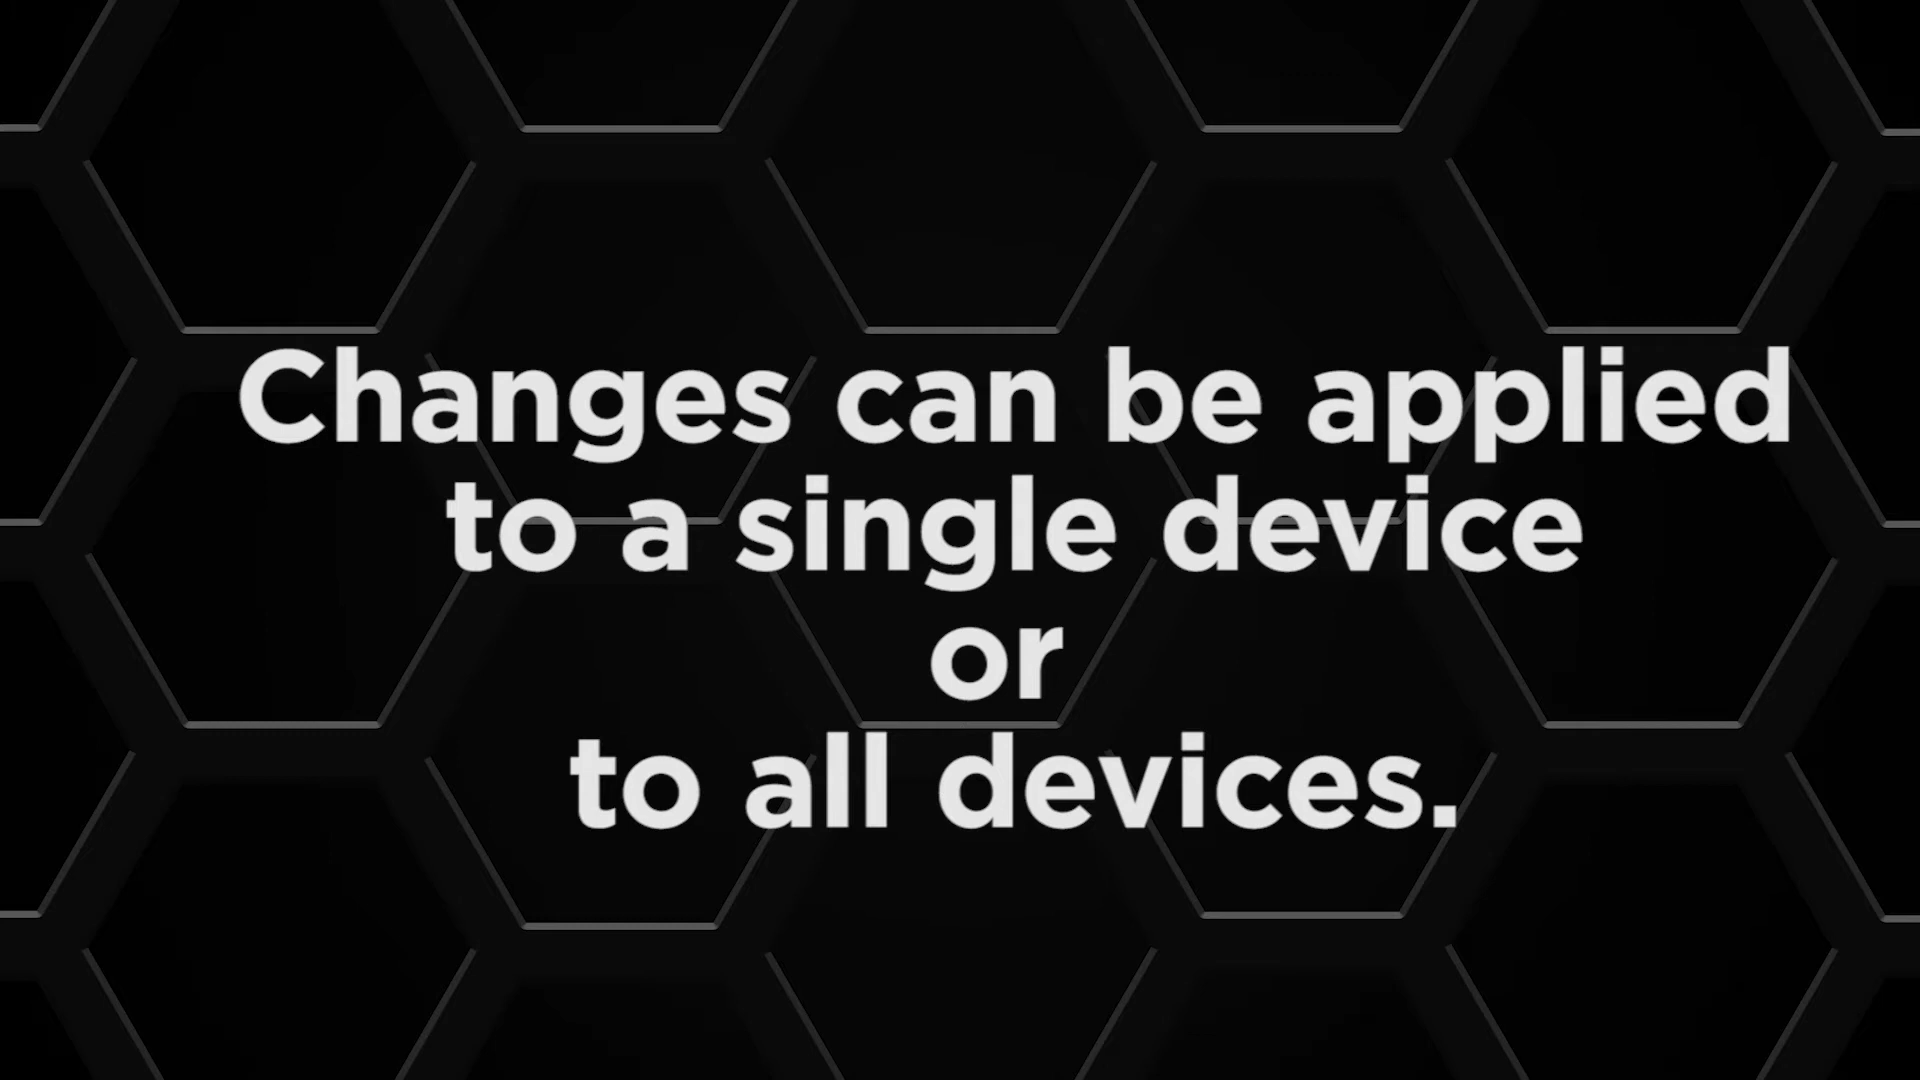 Changes can be applied
to a single device
or
to all devices.